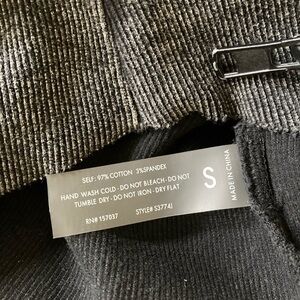 SELF: 97% COTTON 3%SPANDEX
HAND WASH COLD - DO NOT BLEACH - DO NOT
TUMBLE DRY - DO NOT IRON - DRY FLAT
RN# 157037 STYLE# S3774J
S
MADE IN CHINA